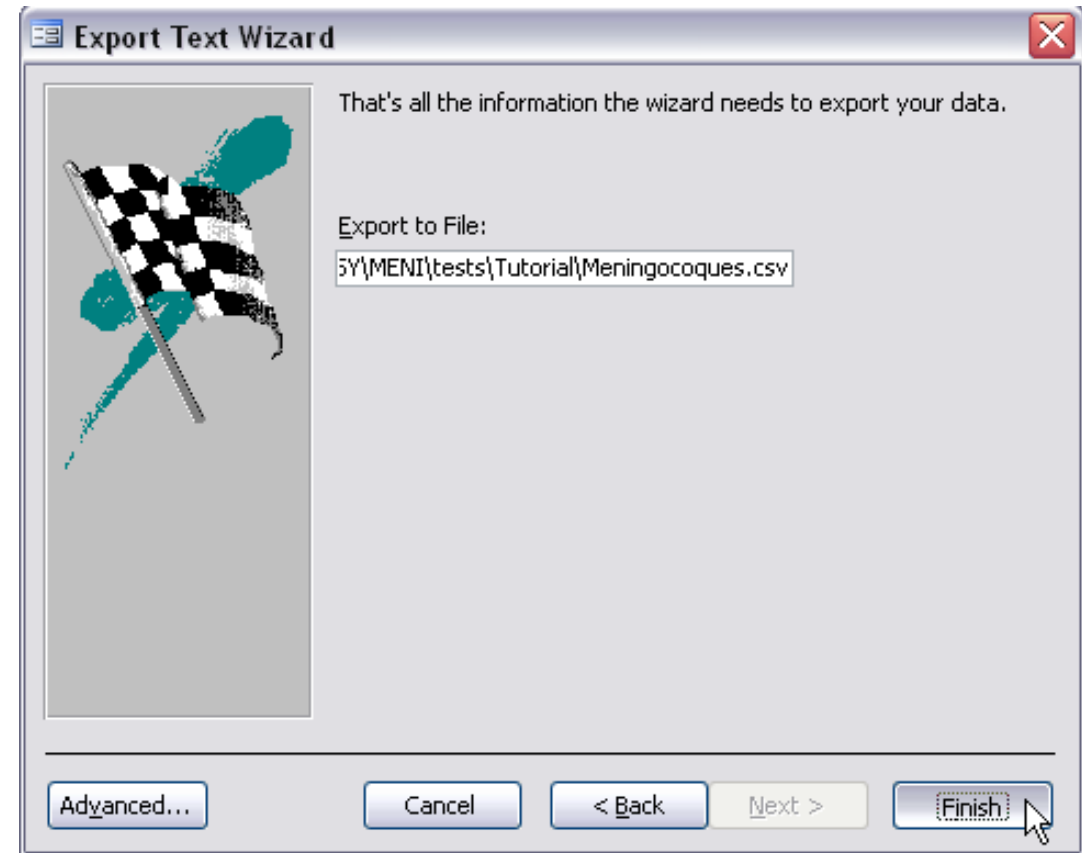 Export Text Wizard
That's all the information the wizard needs to export your data.
Export to File:
SY\MENI\tests\Tutorial\Meningocoques.csv
Advanced...
Cancel
< Back
Next >
Finish